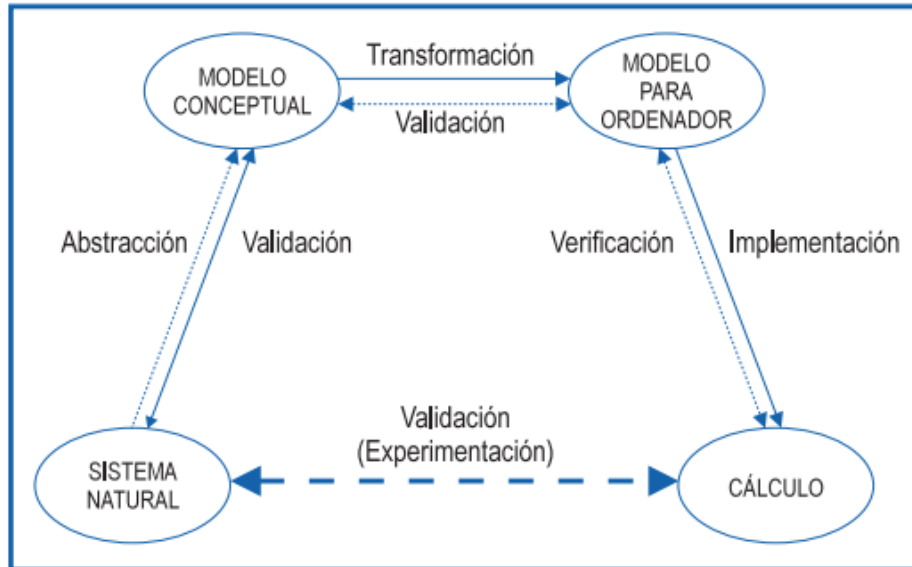 MODELO
CONCEPTUAL
Transformación
Validación
MODELO
PARA
ORDENADOR
Abstracción
Validación
Verificación
Implementación
Validación
(Experimentación)
SISTEMA
NATURAL
CÁLCULO